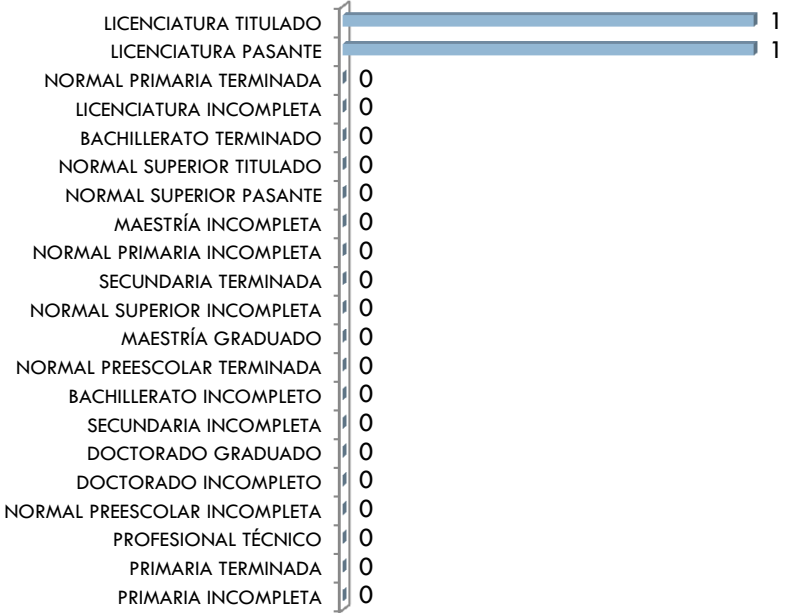 LICENCIATURA TITULADO 1
LICENCIATURA PASANTE 1
NORMAL PRIMARIA TERMINADA 0
LICENCIATURA INCOMPLETA 0
BACHILLERATO TERMINADO 0
NORMAL SUPERIOR TITULADO 0
NORMAL SUPERIOR PASANTE 0
MAESTRÍA INCOMPLETA 0
NORMAL PRIMARIA INCOMPLETA 0
SECUNDARIA TERMINADA 0
NORMAL SUPERIOR INCOMPLETA 0
MAESTRÍA GRADUADO 0
NORMAL PREESCOLAR TERMINADA 0
BACHILLERATO INCOMPLETO 0
SECUNDARIA INCOMPLETA 0
DOCTORADO GRADUADO 0
DOCTORADO INCOMPLETO 0
NORMAL PREESCOLAR INCOMPLETA 0
PROFESIONAL TÉCNICO 0
PRIMARIA TERMINADA 0
PRIMARIA INCOMPLETA 0